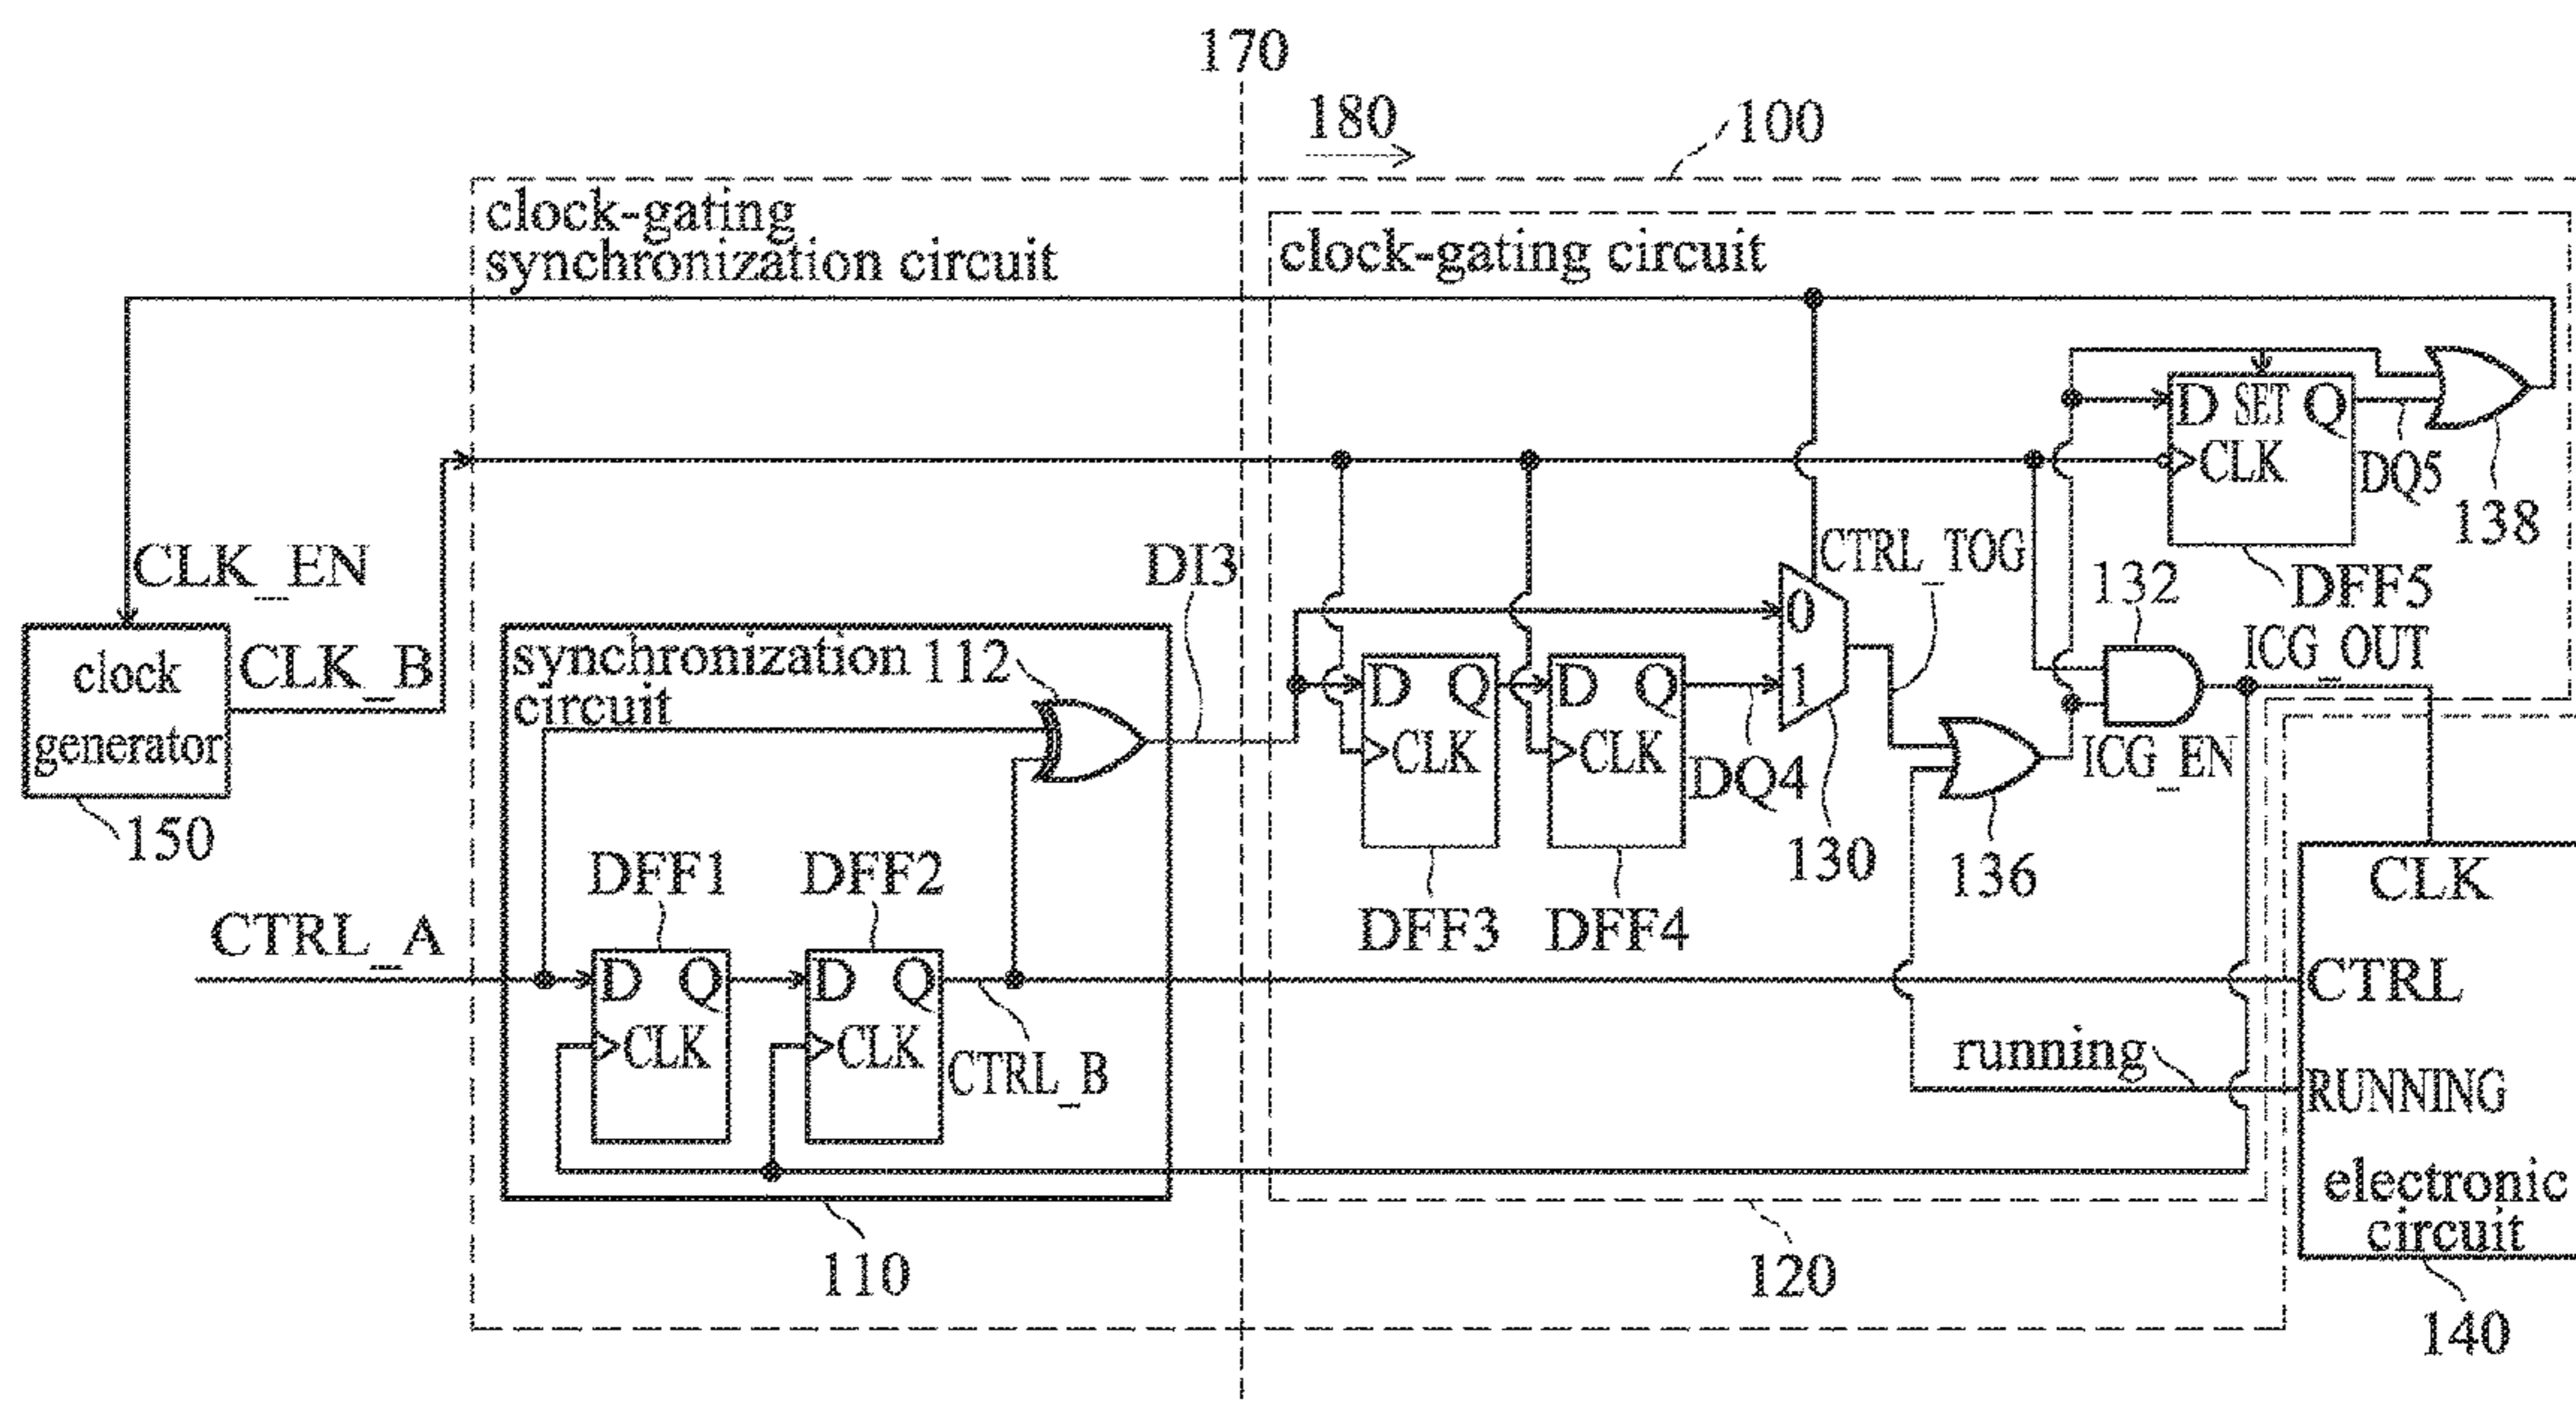 170
180
100
clock-gating
synchronization circuit
clock-gating circuit
D SET Q
CLK
DQ5
138
DFF5
CLK_EN
clock
generator
CLK_B
150
DI3
CTRL_TOG
132
ICG_OUT
synchronization 112
circuit
0
1
D Q
CLK
D Q
CLK
DQ4
130
136
ICG_EN
DFF3
DFF4
DFF1
DFF2
CTRL_A
D Q
CLK
D Q
CLK
CTRL_B
running
CLK
CTRL
RUNNING
electronic
circuit
110
120
140